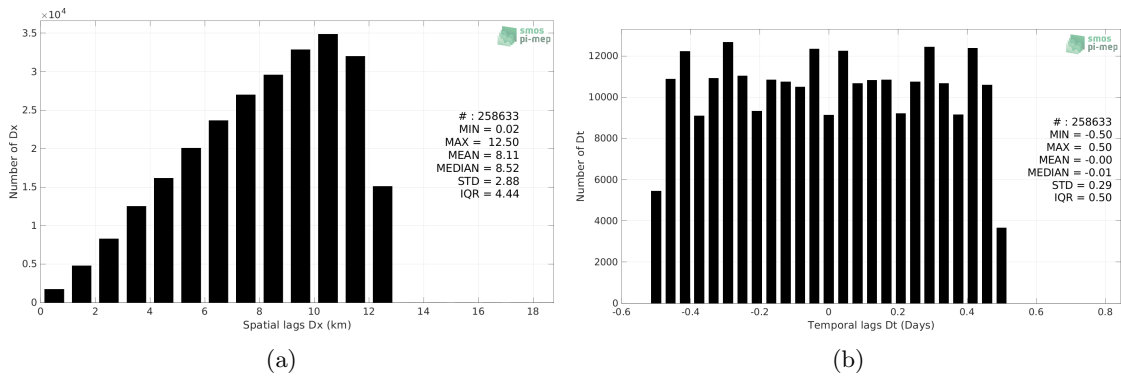 ×10⁴
3.5
3
2.5
2
1.5
1
0.5
0
Number of Dx
smos
pi-mep
# : 258633
MIN = 0.02
MAX = 12.50
MEAN = 8.11
MEDIAN = 8.52
STD = 2.88
IQR = 4.44
0 2 4 6 8 10 12 14 16 18
Spatial lags Dx (km)
(a)
12000
10000
8000
6000
4000
2000
0
Number of Dt
smos
pi-mep
# : 258633
MIN = -0.50
MAX = 0.50
MEAN = -0.00
MEDIAN = -0.01
STD = 0.29
IQR = 0.50
-0.6 -0.4 -0.2 0 0.2 0.4 0.6 0.8
Temporal lags Dt (Days)
(b)